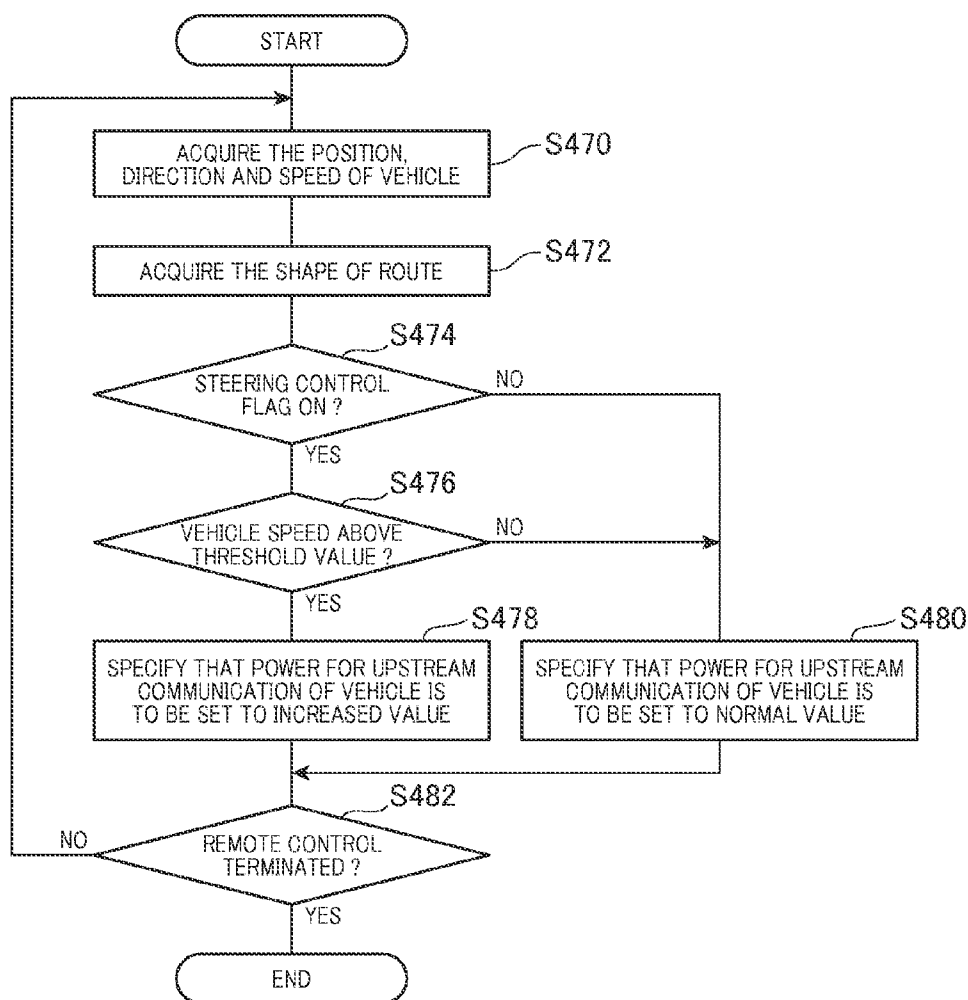 START
ACQUIRE THE POSITION,
DIRECTION AND SPEED OF VEHICLE
S470
ACQUIRE THE SHAPE OF ROUTE
S472
S474
STEERING CONTROL
FLAG ON ?
NO
YES
S476
VEHICLE SPEED ABOVE
THRESHOLD VALUE ?
NO
YES
S478
SPECIFY THAT POWER FOR UPSTREAM
COMMUNICATION OF VEHICLE IS
TO BE SET TO INCREASED VALUE
S480
SPECIFY THAT POWER FOR UPSTREAM
COMMUNICATION OF VEHICLE IS
TO BE SET TO NORMAL VALUE
S482
REMOTE CONTROL
TERMINATED ?
NO
YES
END